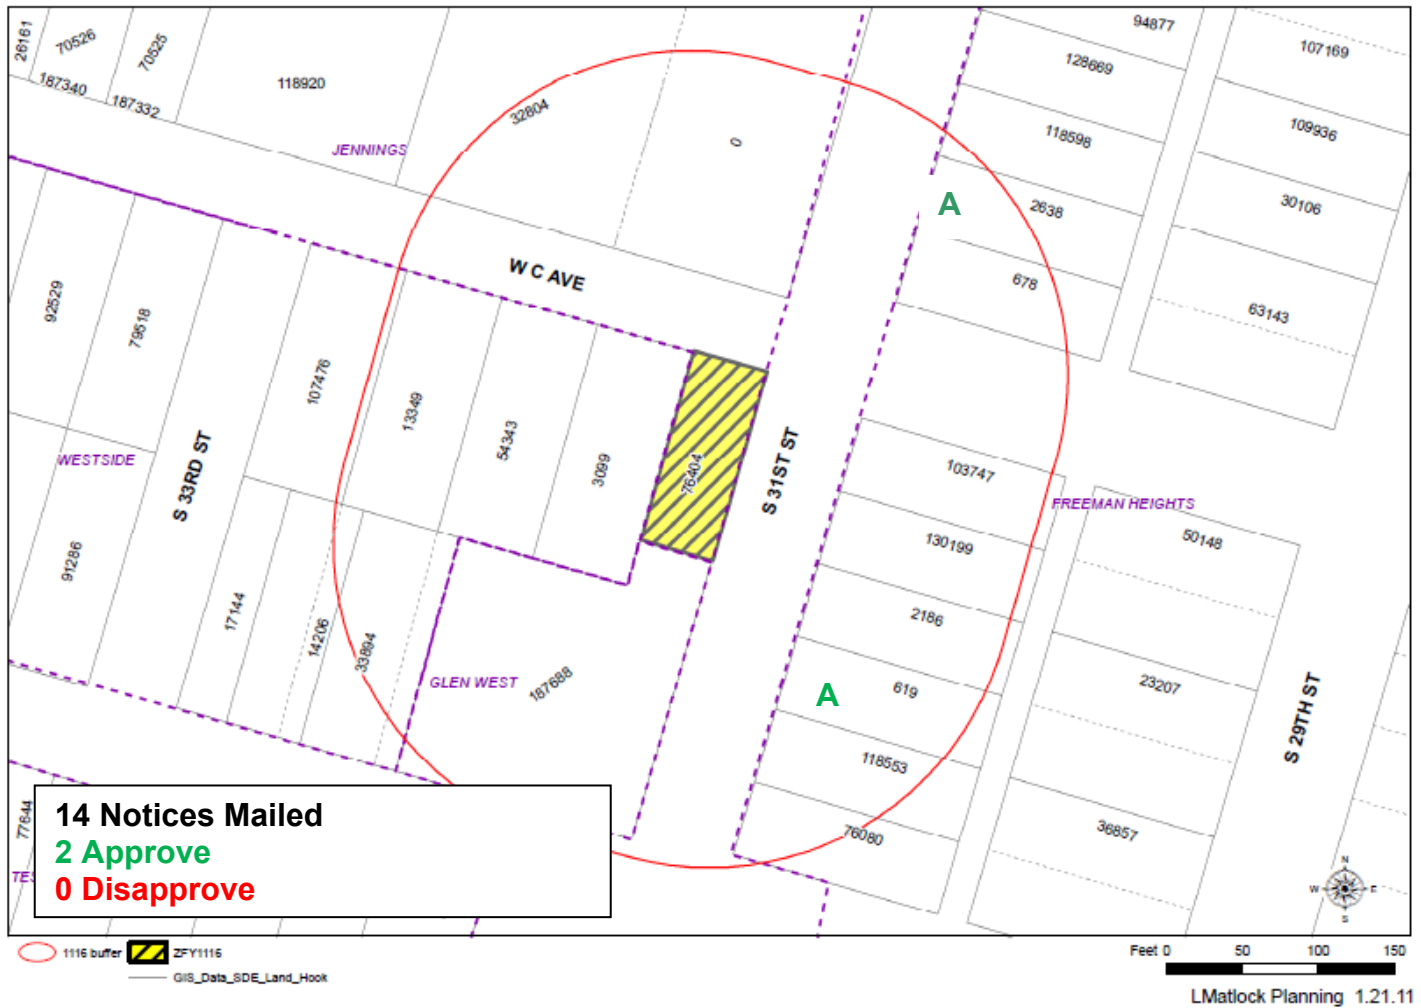 26161
70526
70525
187340
187332
118920
32804
0
94877
128669
107169
118598
109936
JENNINGS
A
2638
30106
W C AVE
678
63143
92529
79518
107476
13349
54343
3099
76404
S 31ST ST
S 33RD ST
WESTSIDE
103747
FREEMAN HEIGHTS
130199
50148
91286
17144
14206
33894
2186
GLEN WEST
187688
A
619
23207
S 29TH ST
118553
76080
36857
77644
TES
14 Notices Mailed
2 Approve
0 Disapprove
N
W E
S
1116 buffer ZFY1116
GIS_Data_SDE_Land_Hook
Feet 0 50 100 150
LMatlock Planning 1.21.11